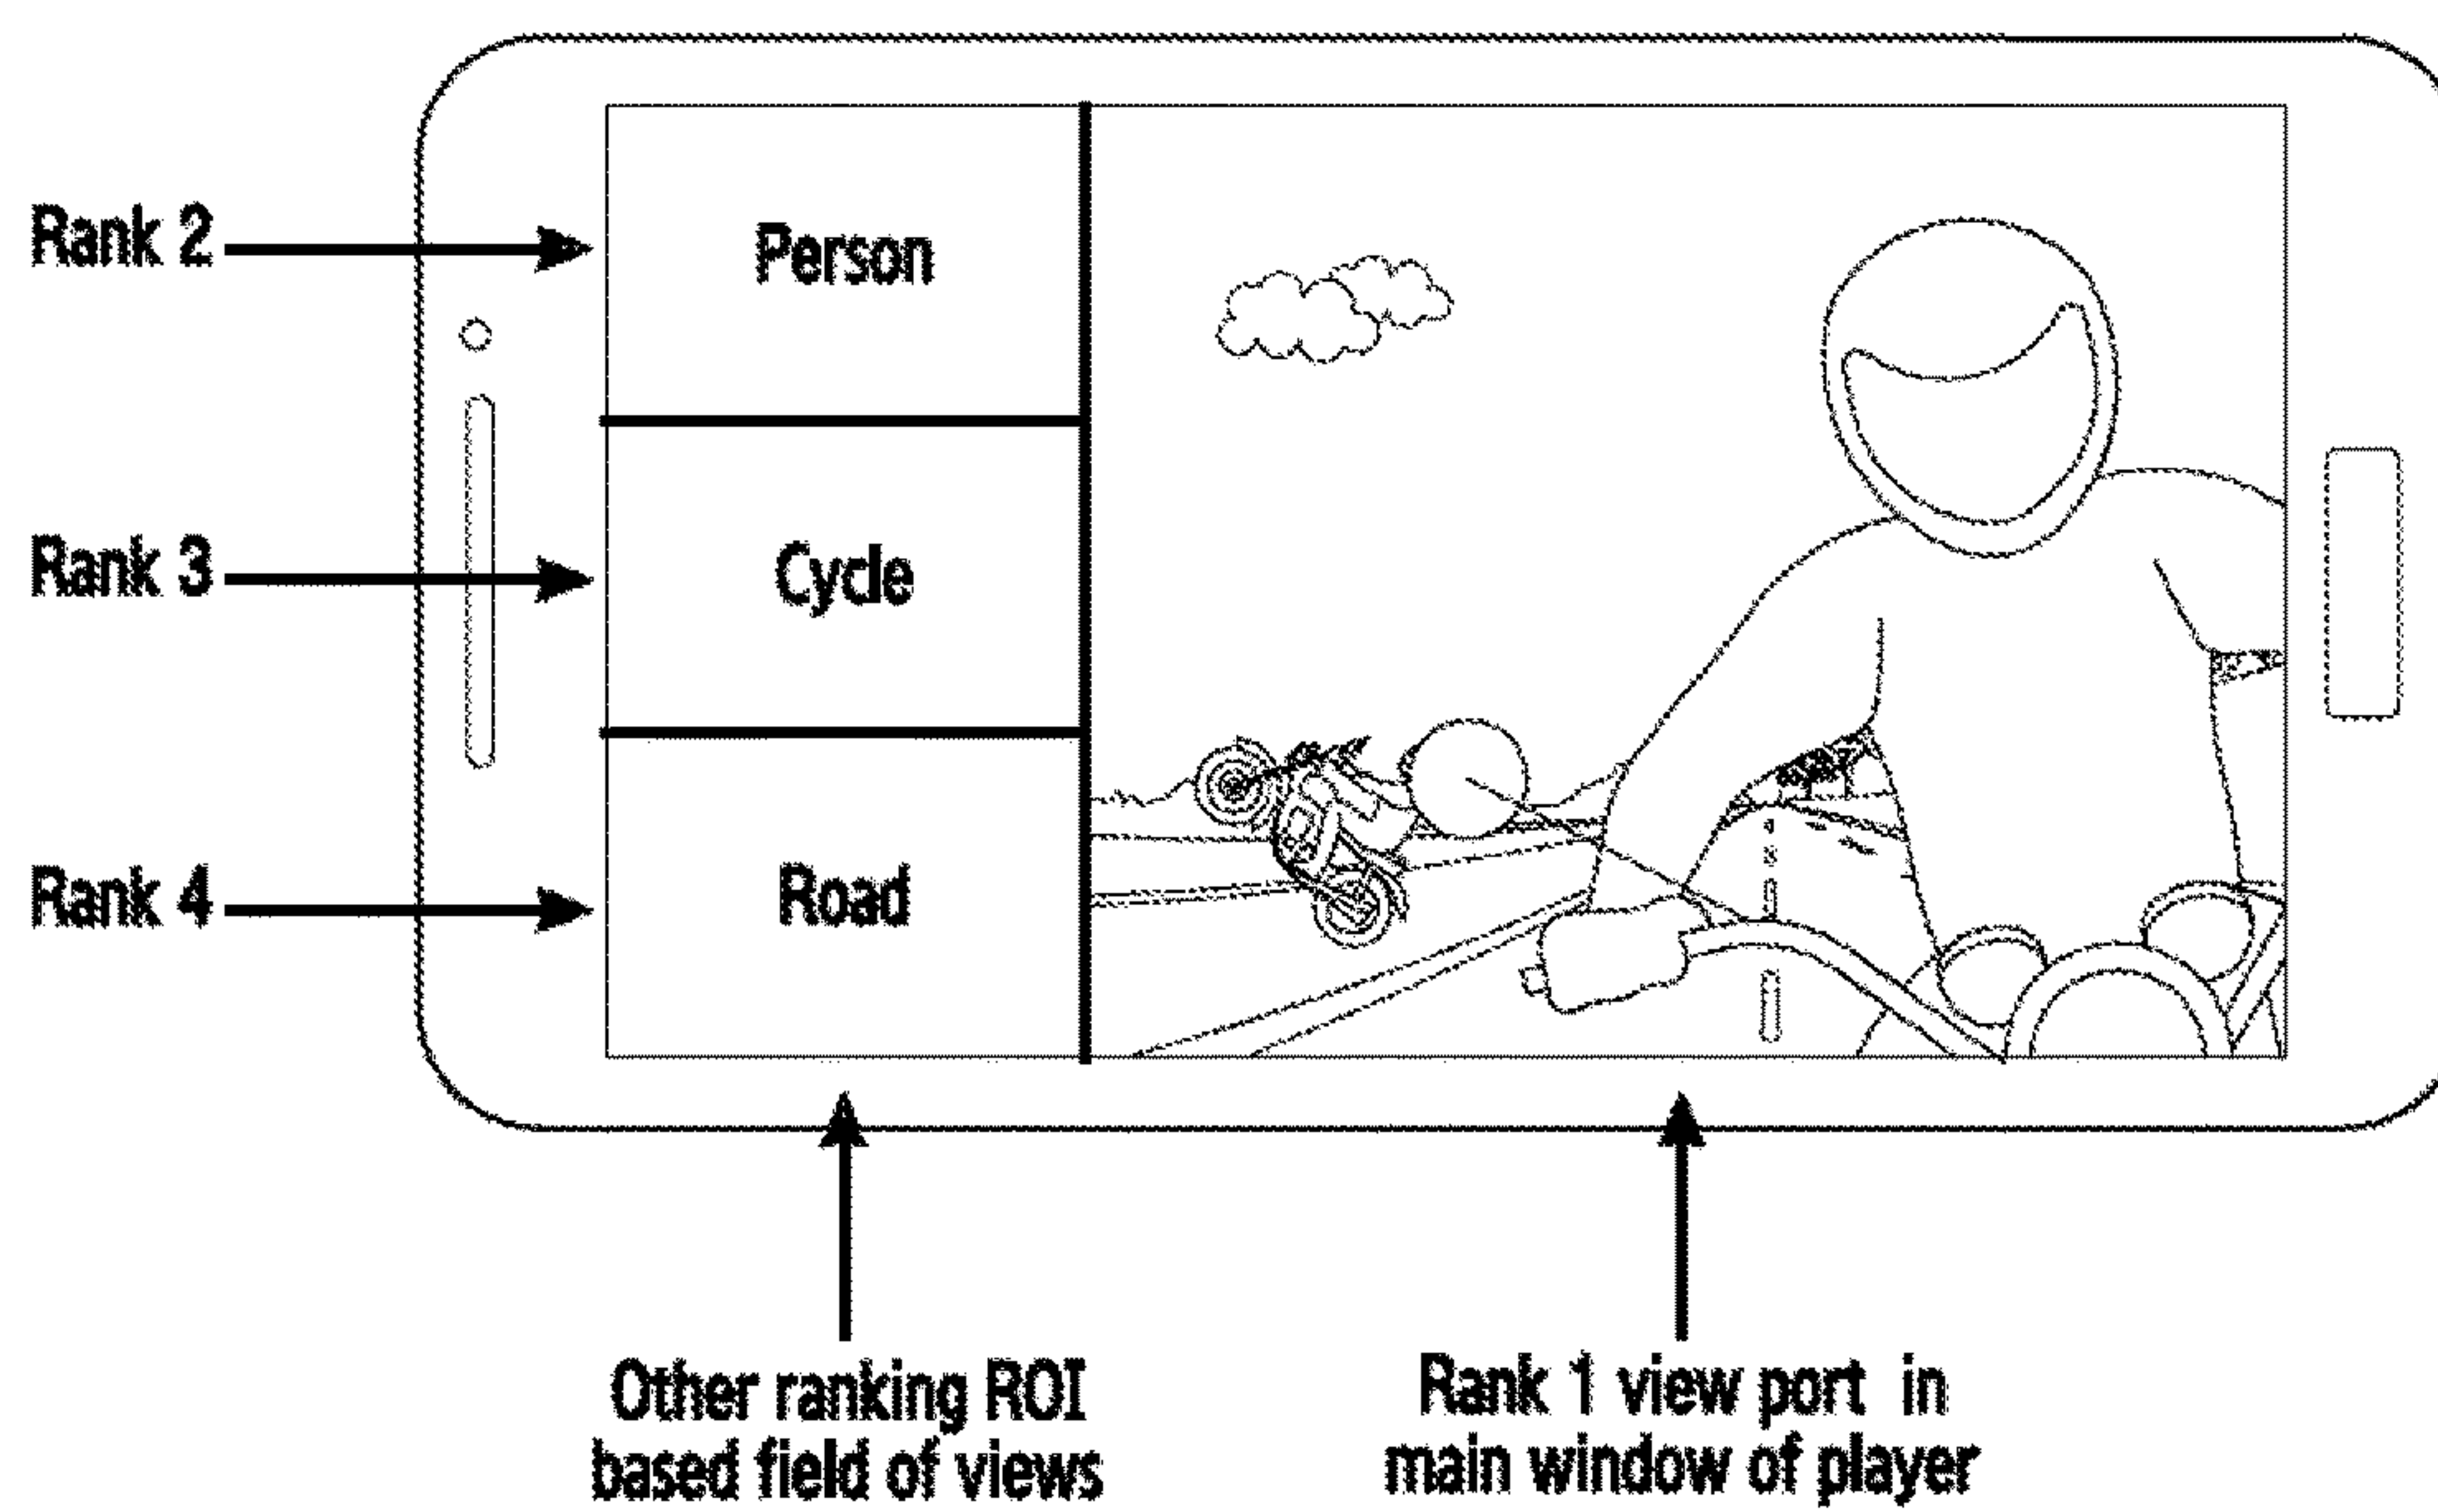 Rank 2
Person
Rank 3
Cycle
Rank 4
Road
Other ranking ROI
based field of views
Rank 1 view port in
main window of player